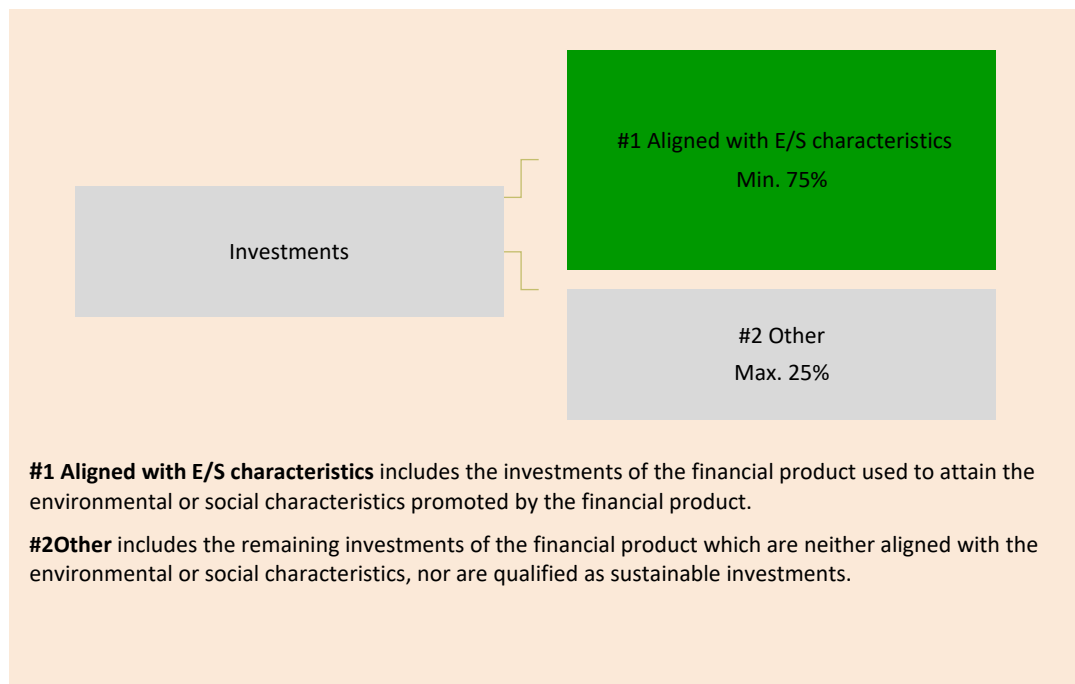 #1 Aligned with E/S characteristics
Min. 75%
Investments
#2 Other
Max. 25%
#1 Aligned with E/S characteristics includes the investments of the financial product used to attain the
environmental or social characteristics promoted by the financial product.
#2Other includes the remaining investments of the financial product which are neither aligned with the
environmental or social characteristics, nor are qualified as sustainable investments.